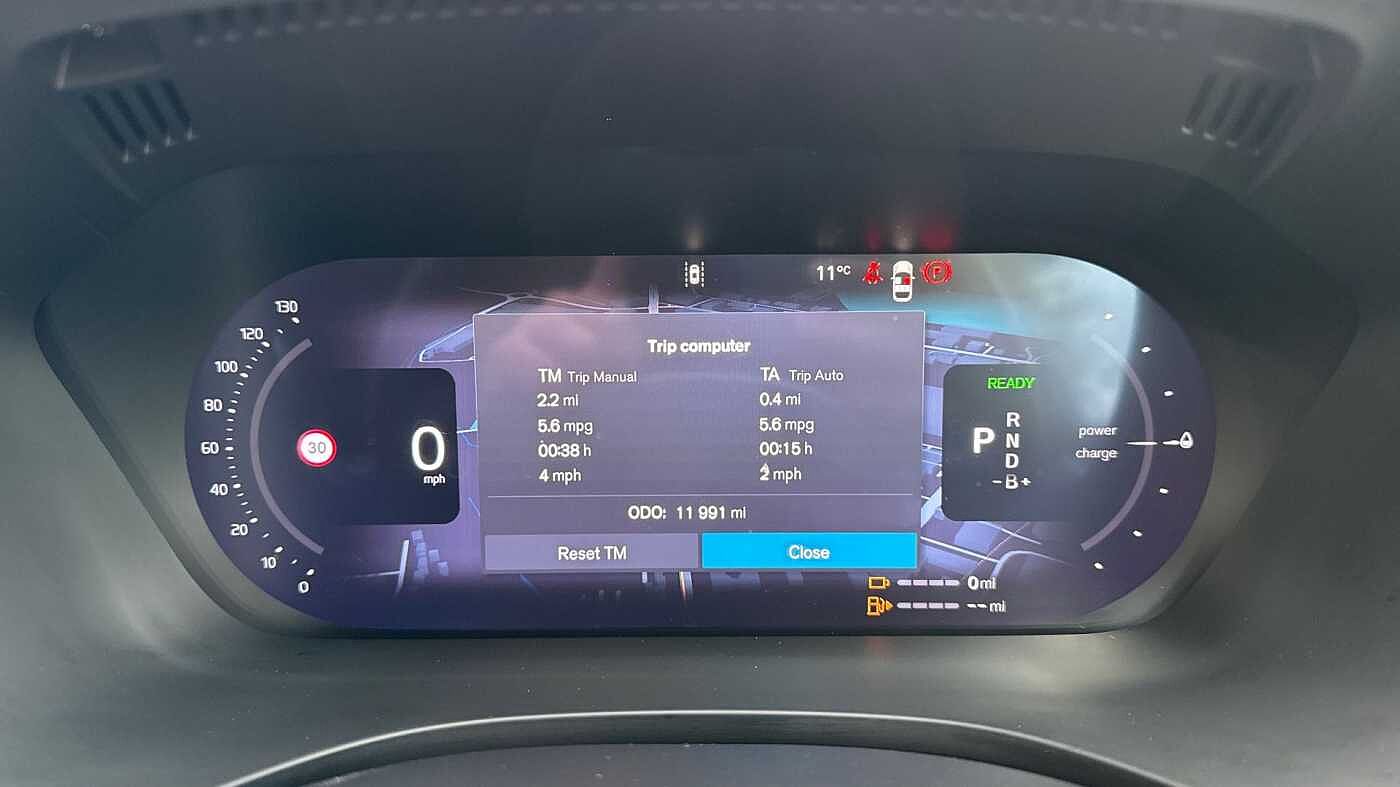 11°C
P
130
120
100
80
60
40
20
10
0
30
0
mph
Trip computer
TM Trip Manual
2.2 mi
5.6 mpg
00:38 h
4 mph
TA Trip Auto
0.4 mi
5.6 mpg
00:15 h
2 mph
ODO: 11 991 mi
Reset TM
Close
READY
P
R
N
D
-B+
power
charge
0mi
--mi